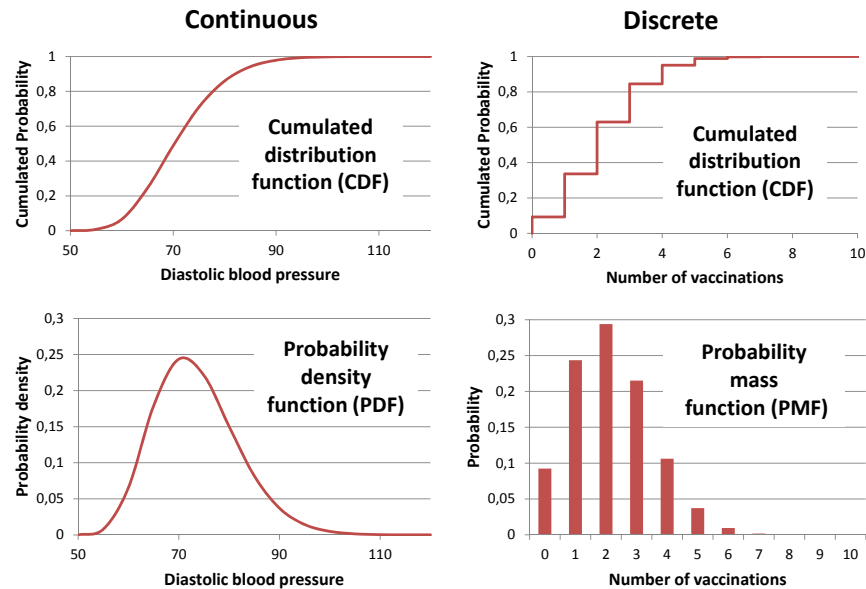 Continuous
Discrete
Cumulated Probability
1
0,8
0,6
0,4
0,2
0
Cumulated
distribution
function (CDF)
50 70 90 110
Diastolic blood pressure
Cumulated Probability
1
0,8
0,6
0,4
0,2
0
Cumulated
distribution
function (CDF)
0 2 4 6 8 10
Number of vaccinations
Probability density
0,3
0,25
0,2
0,15
0,1
0,05
0
Probability
density
function (PDF)
50 70 90 110
Diastolic blood pressure
Probability
0,3
0,25
0,2
0,15
0,1
0,05
0
Probability
mass
function (PMF)
0 1 2 3 4 5 6 7 8 9 10
Number of vaccinations